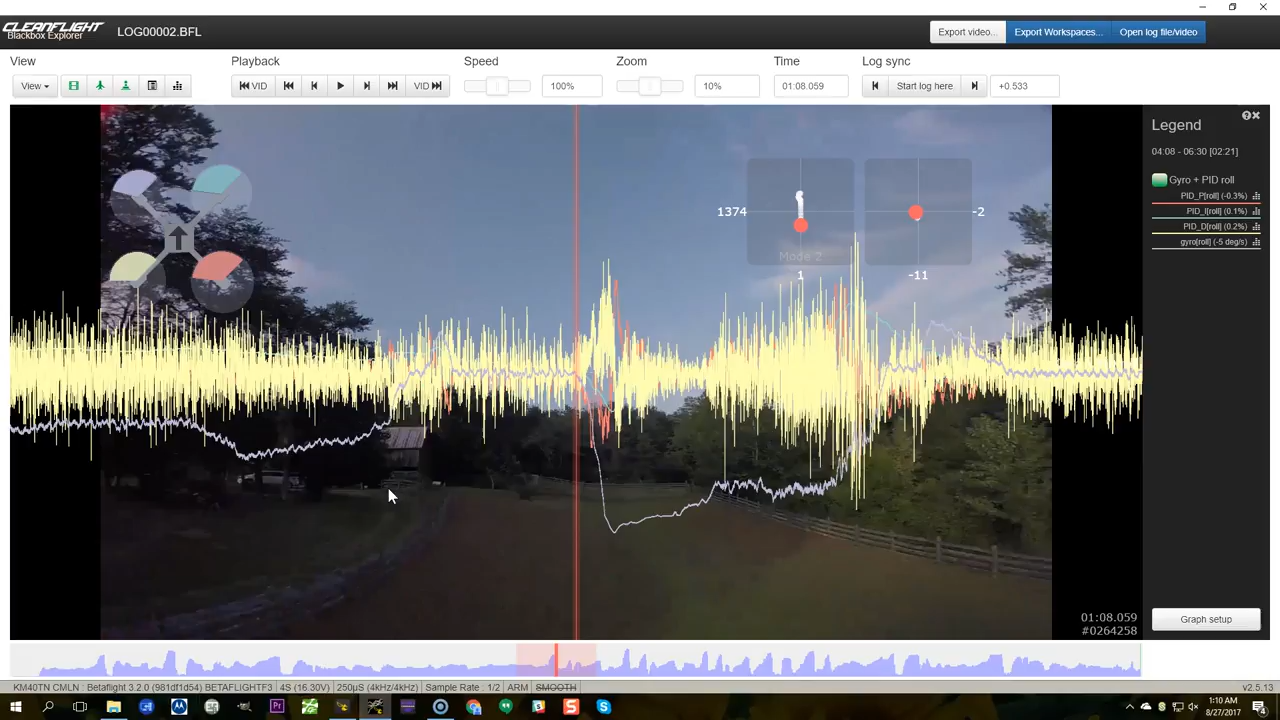 CLEANFLIGHT
Blackbox Explorer
LOG00002.BFL
Export video...
Export Workspaces...
Open log file/video
View
Playback
Speed
Zoom
Time
Log sync
View
VID
VID
100%
10%
01:08.059
Start log here
+0.533
Legend
04:08 - 06:30 [02:21]
Gyro + PID roll
PID_P[roll] (-0.3%)
PID_I[roll] (0.1%)
PID_D[roll] (0.2%)
gyro[roll] (-5 deg/s)
1374
-2
Mode 2
1
-11
01:08.059
#0264258
Graph setup
KM40TN CMLN : Betaflight 3.2.0 (981df1d54) BETAFLIGHTF3
4S (16.30V)
250µS (4kHz/4kHz)
Sample Rate : 1/2
ARM
SMOOTH
v2.5.13
1:10 AM
8/27/2017